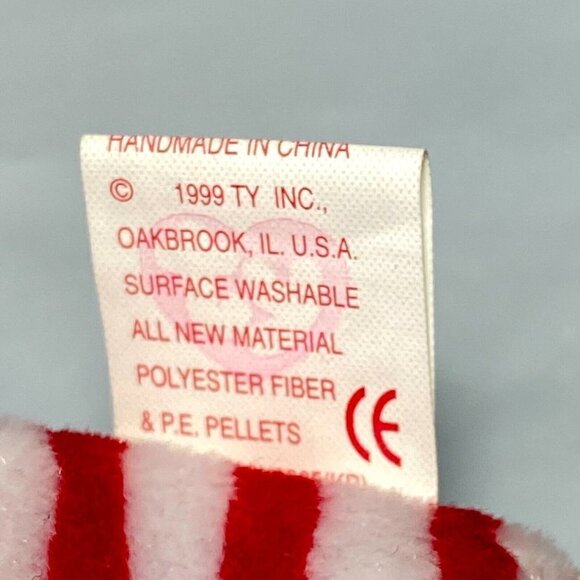 HANDMADE IN CHINA
© 1999 TY INC.,
OAKBROOK, IL. U.S.A.
SURFACE WASHABLE
ALL NEW MATERIAL
POLYESTER FIBER
& P.E. PELLETS
CE